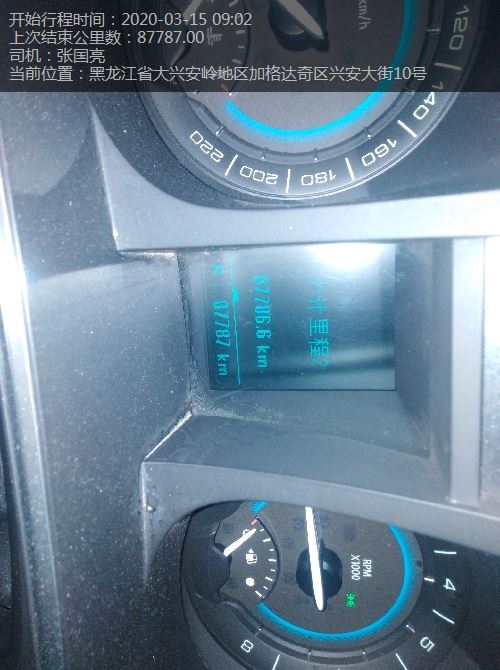 开始行程时间：2020-03-15 09:02
上次结束公里数：87787.00
司机：张国亮
当前位置：黑龙江省大兴安岭地区加格达奇区兴安大街10号
km/h
120
140
160
180
200
220
小计里程2
87786.6 km
87787 km
RPM
X1000
4
5
8